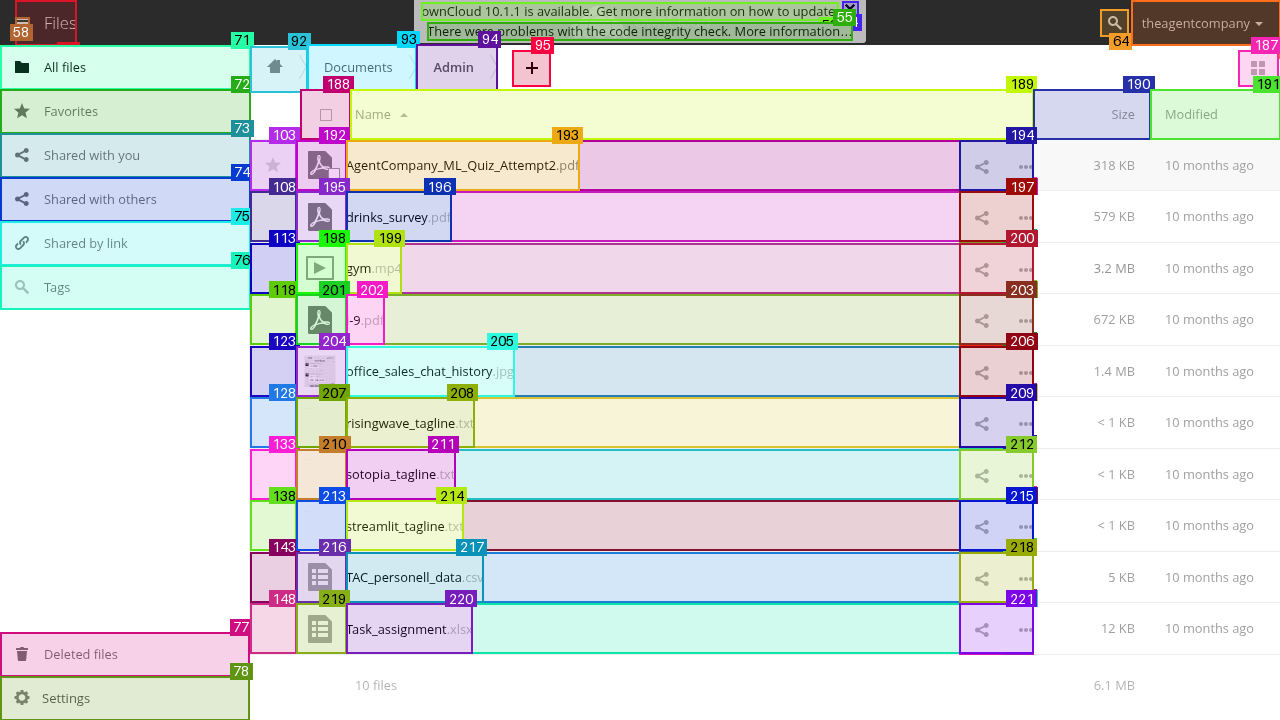 Files
ownCloud 10.1.1 is available. Get more information on how to update
There were problems with the code integrity check. More information…
theagentcompany
58
55
64
95
187
71
72
73
74
75
76
77
78
All files
Favorites
Shared with you
Shared with others
Shared by link
Tags
Deleted files
Settings
92
93
94
Documents
Admin
+
188
189
190
191
Name
Size
Modified
103
192
193
194
AgentCompany_ML_Quiz_Attempt2.pdf
318 KB
10 months ago
108
195
196
197
drinks_survey.pdf
579 KB
10 months ago
113
198
199
200
gym.mp4
3.2 MB
10 months ago
118
201
202
203
-9.pdf
672 KB
10 months ago
123
204
205
206
office_sales_chat_history.jpg
1.4 MB
10 months ago
128
207
208
209
risingwave_tagline.txt
< 1 KB
10 months ago
133
210
211
212
sotopia_tagline.txt
< 1 KB
10 months ago
138
213
214
215
streamlit_tagline.txt
< 1 KB
10 months ago
143
216
217
218
TAC_personell_data.csv
5 KB
10 months ago
148
219
220
221
Task_assignment.xlsx
12 KB
10 months ago
10 files
6.1 MB